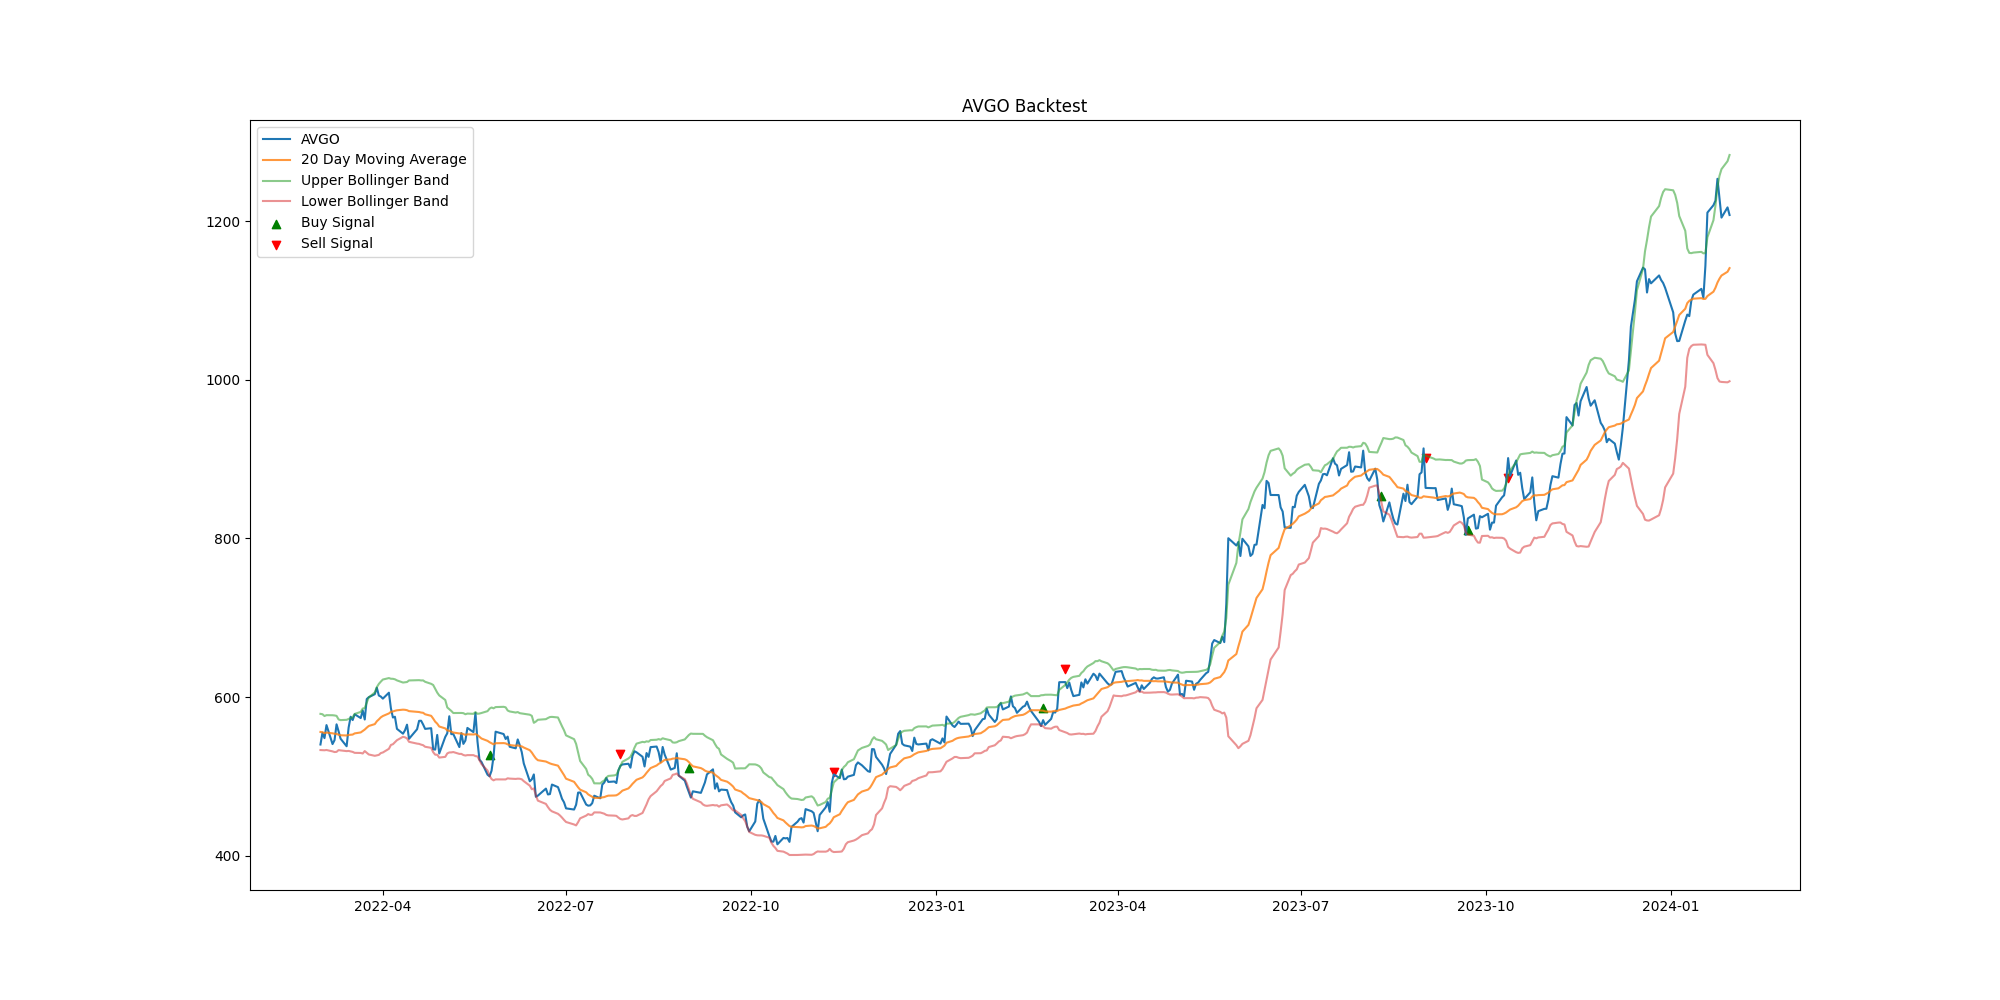 AVGO Backtest
AVGO
20 Day Moving Average
Upper Bollinger Band
Lower Bollinger Band
Buy Signal
Sell Signal
1200
1000
800
600
400
2022-04 2022-07 2022-10 2023-01 2023-04 2023-07 2023-10 2024-01